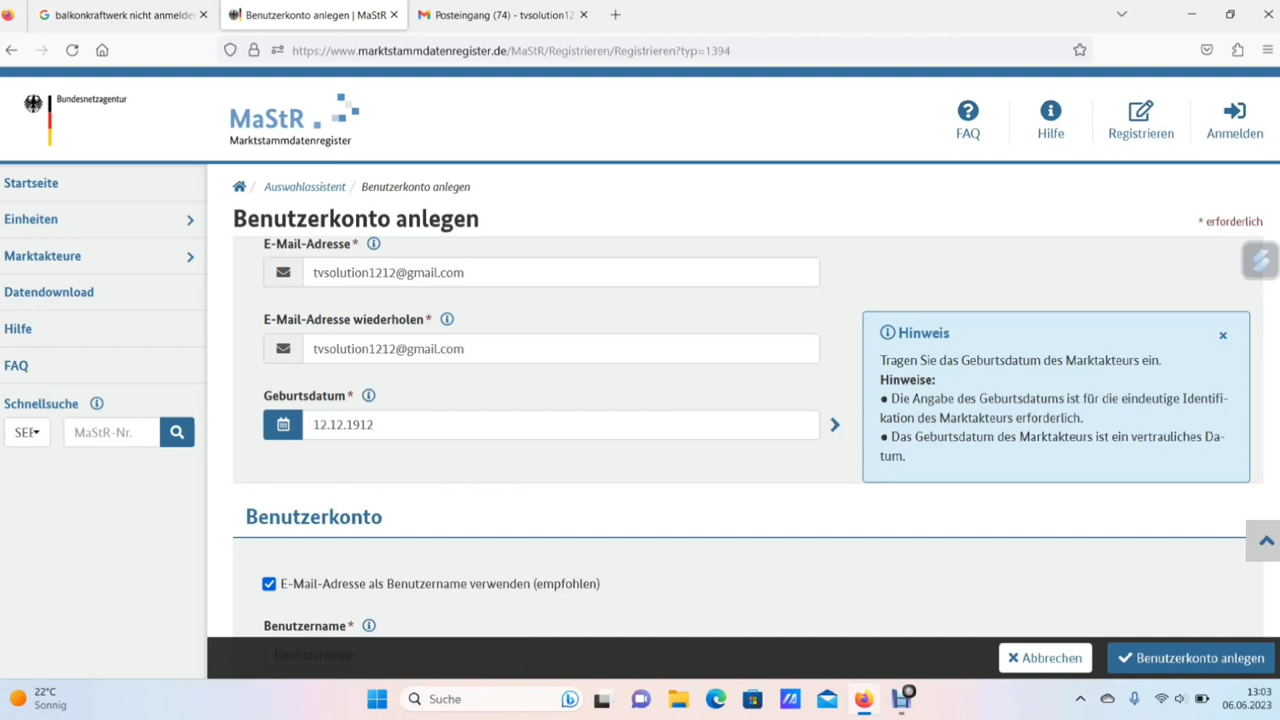 balkonkraftwerk nicht anmelde
Benutzerkonto anlegen | MaStR
Posteingang (74) - tvsolution12
https://www.marktstammdatenregister.de/MaStR/Registrieren/Registrieren?typ=1394
Bundesnetzagentur
MaStR
Marktstammdatenregister
FAQ
Hilfe
Registrieren
Anmelden
Startseite
Einheiten
Marktakteure
Datendownload
Hilfe
FAQ
Schnellsuche
SEE
MaStR-Nr.
Auswahlassistent / Benutzerkonto anlegen
Benutzerkonto anlegen
* erforderlich
E-Mail-Adresse *
tvsolution1212@gmail.com
E-Mail-Adresse wiederholen *
tvsolution1212@gmail.com
Geburtsdatum *
12.12.1912
Hinweis
Tragen Sie das Geburtsdatum des Marktakteurs ein.
Hinweise:
● Die Angabe des Geburtsdatums ist für die eindeutige Identifi-
kation des Marktakteurs erforderlich.
● Das Geburtsdatum des Marktakteurs ist ein vertrauliches Da-
tum.
Benutzerkonto
E-Mail-Adresse als Benutzername verwenden (empfohlen)
Benutzername *
Benutzername
Abbrechen
Benutzerkonto anlegen
22°C
Sonnig
Suche
13:03
06.06.2023